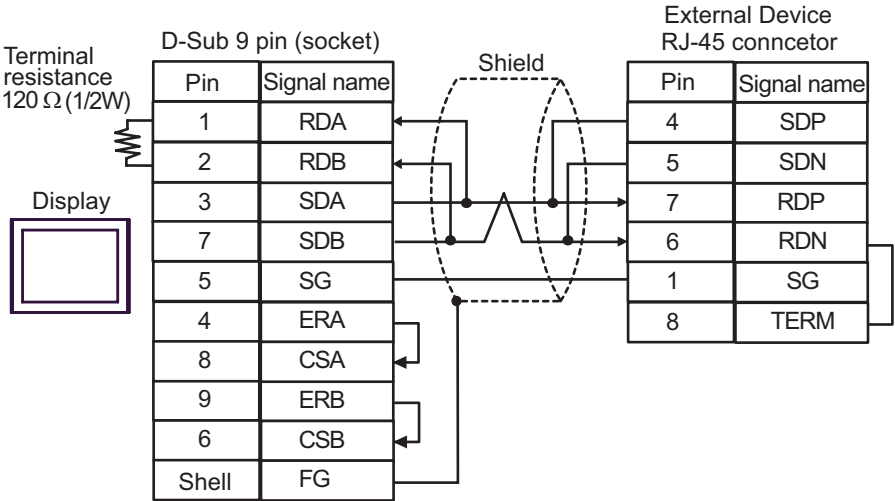 Terminal
resistance
120 Ω (1/2W)
Display
D-Sub 9 pin (socket)
Pin Signal name
1 RDA
2 RDB
3 SDA
7 SDB
5 SG
4 ERA
8 CSA
9 ERB
6 CSB
Shell FG
Shield
External Device
RJ-45 conncetor
Pin Signal name
4 SDP
5 SDN
7 RDP
6 RDN
1 SG
8 TERM